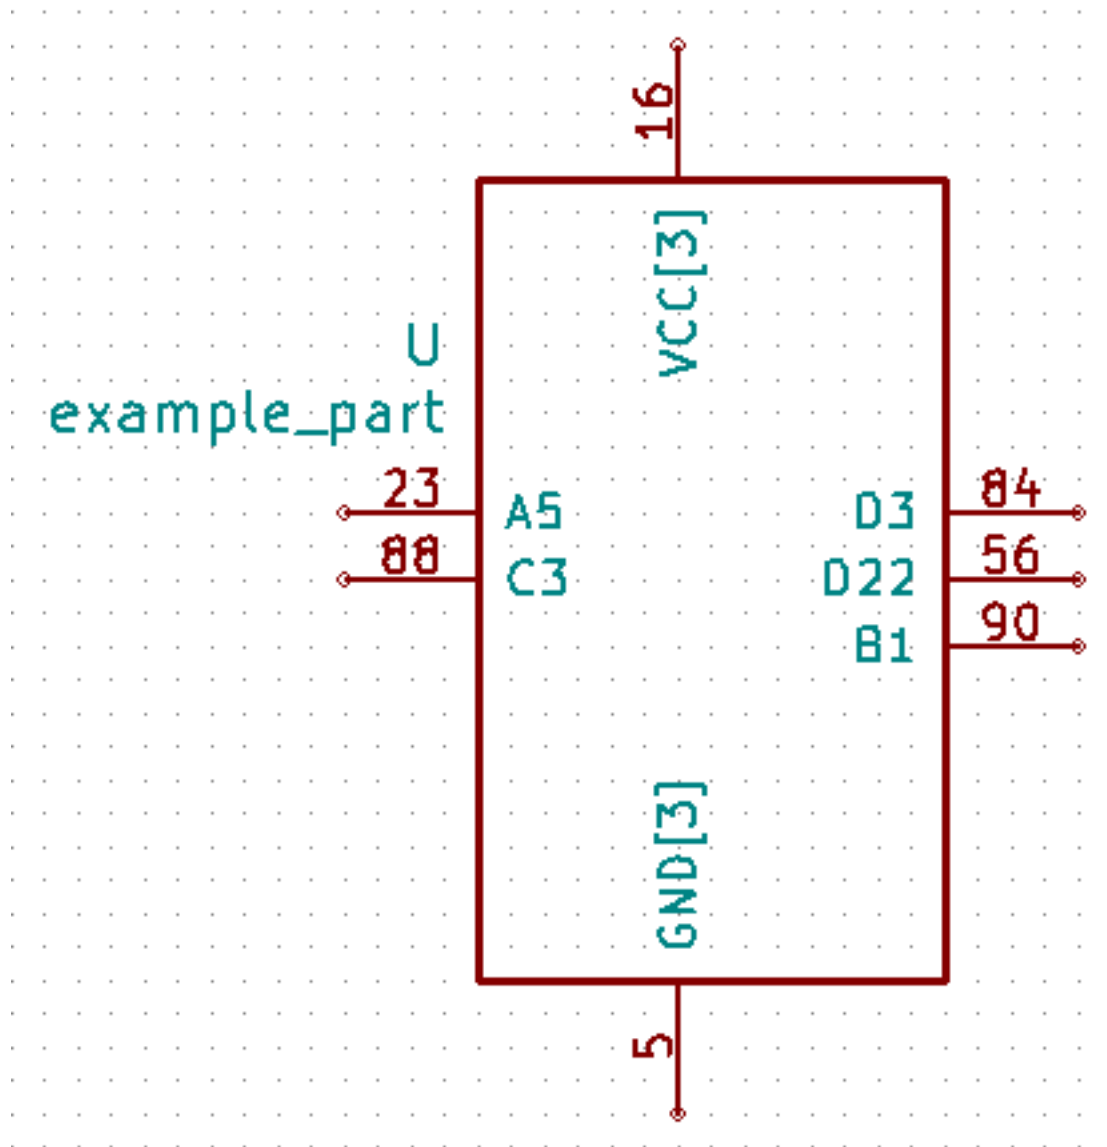 16
VCC[3]
U
example_part
23
A5
D3
84
88
C3
D22
56
B1
90
GND[3]
5